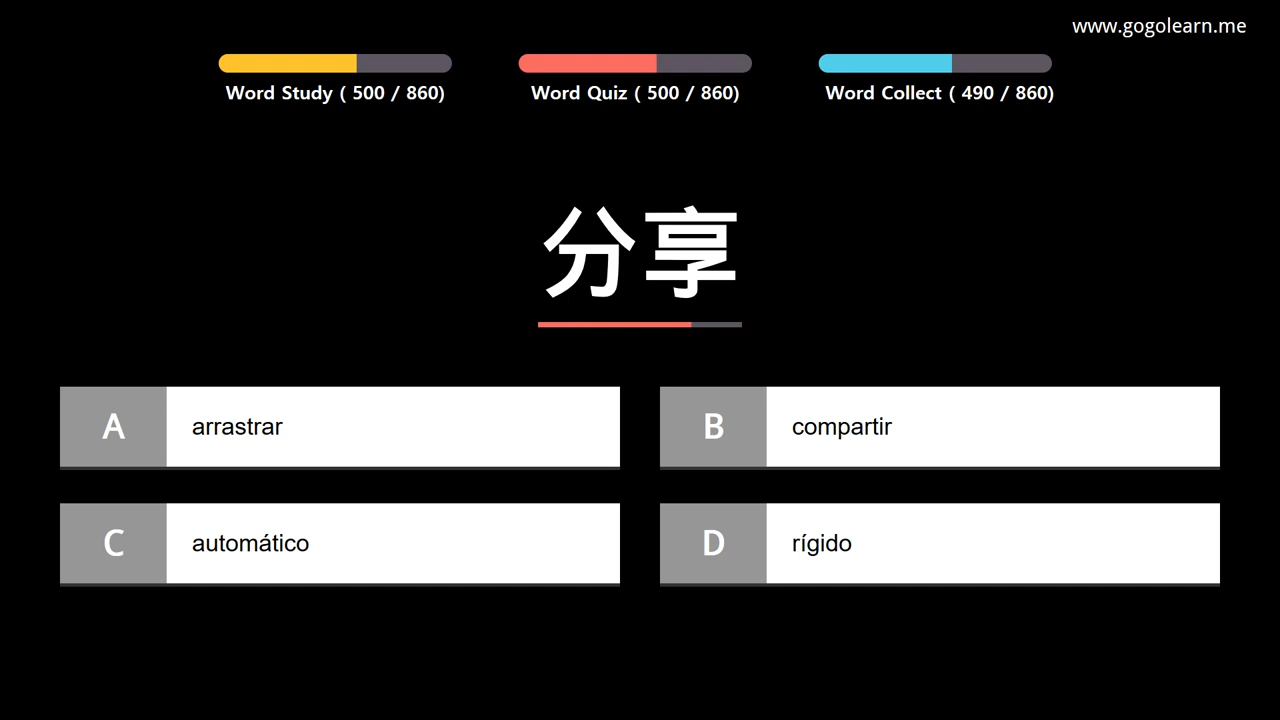 www.gogolearn.me
Word Study ( 500 / 860)
Word Quiz ( 500 / 860)
Word Collect ( 490 / 860)
分享
A arrastrar
B compartir
C automático
D rígido